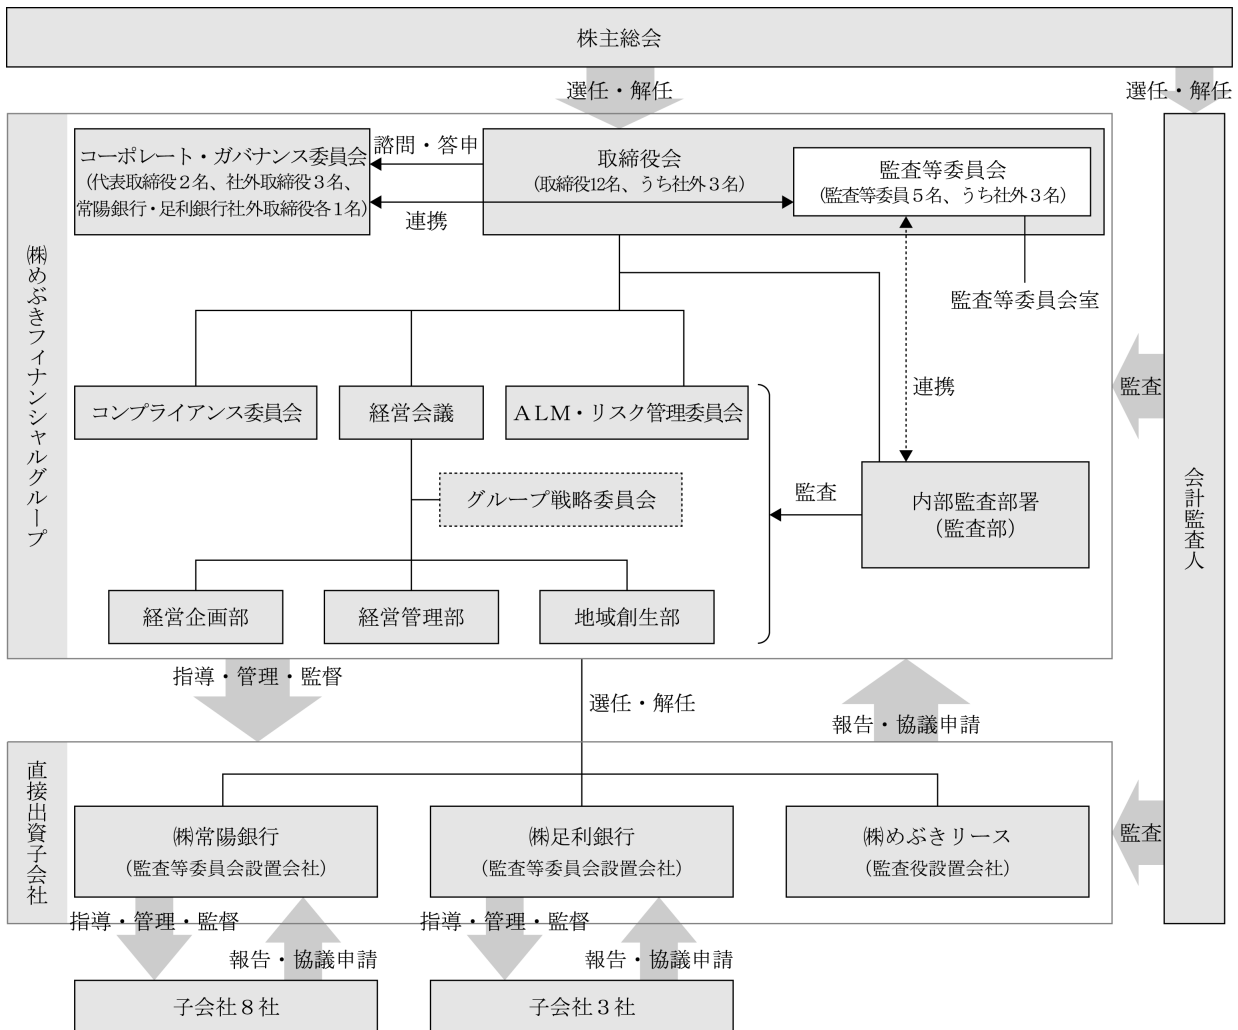 株主総会
選任・解任
選任・解任
コーポレート・ガバナンス委員会
(代表取締役2名、社外取締役3名、
常陽銀行・足利銀行社外取締役各1名)
諮問・答申
連携
取締役会
(取締役12名、うち社外3名)
監査等委員会
(監査等委員5名、うち社外3名)
監査等委員会室
㈱めぶきフィナンシャルグループ
連携
監査
コンプライアンス委員会
経営会議
ALM・リスク管理委員会
グループ戦略委員会
監査
内部監査部署
(監査部)
会計監査人
経営企画部
経営管理部
地域創生部
指導・管理・監督
選任・解任
報告・協議申請
直接出資子会社
㈱常陽銀行
(監査等委員会設置会社)
㈱足利銀行
(監査等委員会設置会社)
㈱めぶきリース
(監査役設置会社)
監査
指導・管理・監督
報告・協議申請
指導・管理・監督
報告・協議申請
子会社8社
子会社3社